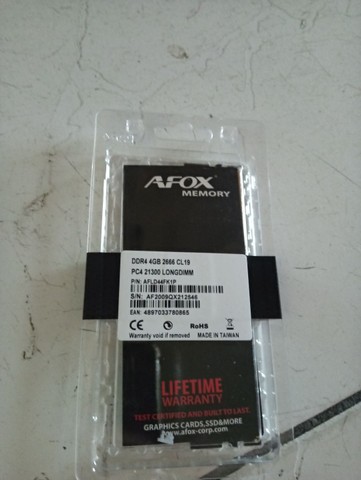 AFOX
MEMORY
DDR4 4GB 2666 CL19
PC4 21300 LONGDIMM
P/N: AFLD44FK1P
S/N: AF2009QX212546
EAN: 4897033780865
CE RoHS
Warranty void if removed MADE IN TAIWAN
LIFETIME
WARRANTY
TEST CERTIFIED AND BUILT TO LAST.
GRAPHICS CARDS,SSD&MORE
www.afox-corp.com